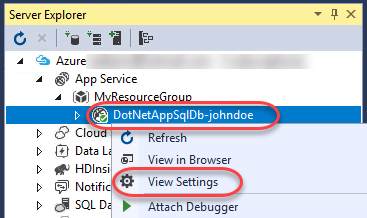 Server Explorer
Azure
App Service
MyResourceGroup
DotNetAppSqlDb-johndoe
Cloud
Refresh
Data La
View in Browser
HDInsi
View Settings
Notific
SQL Da
Attach Debugger